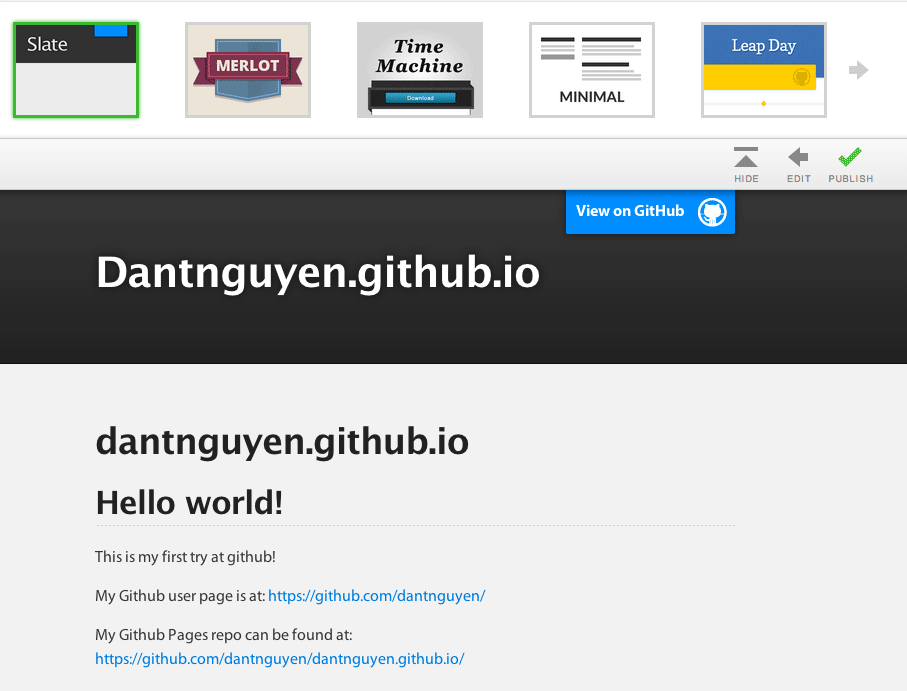 Slate
MERLOT
Time
Machine
Download
MINIMAL
Leap Day
HIDE
EDIT
PUBLISH
View on GitHub
Dantnguyen.github.io
dantnguyen.github.io
Hello world!
This is my first try at github!
My Github user page is at: https://github.com/dantnguyen/
My Github Pages repo can be found at:
https://github.com/dantnguyen/dantnguyen.github.io/